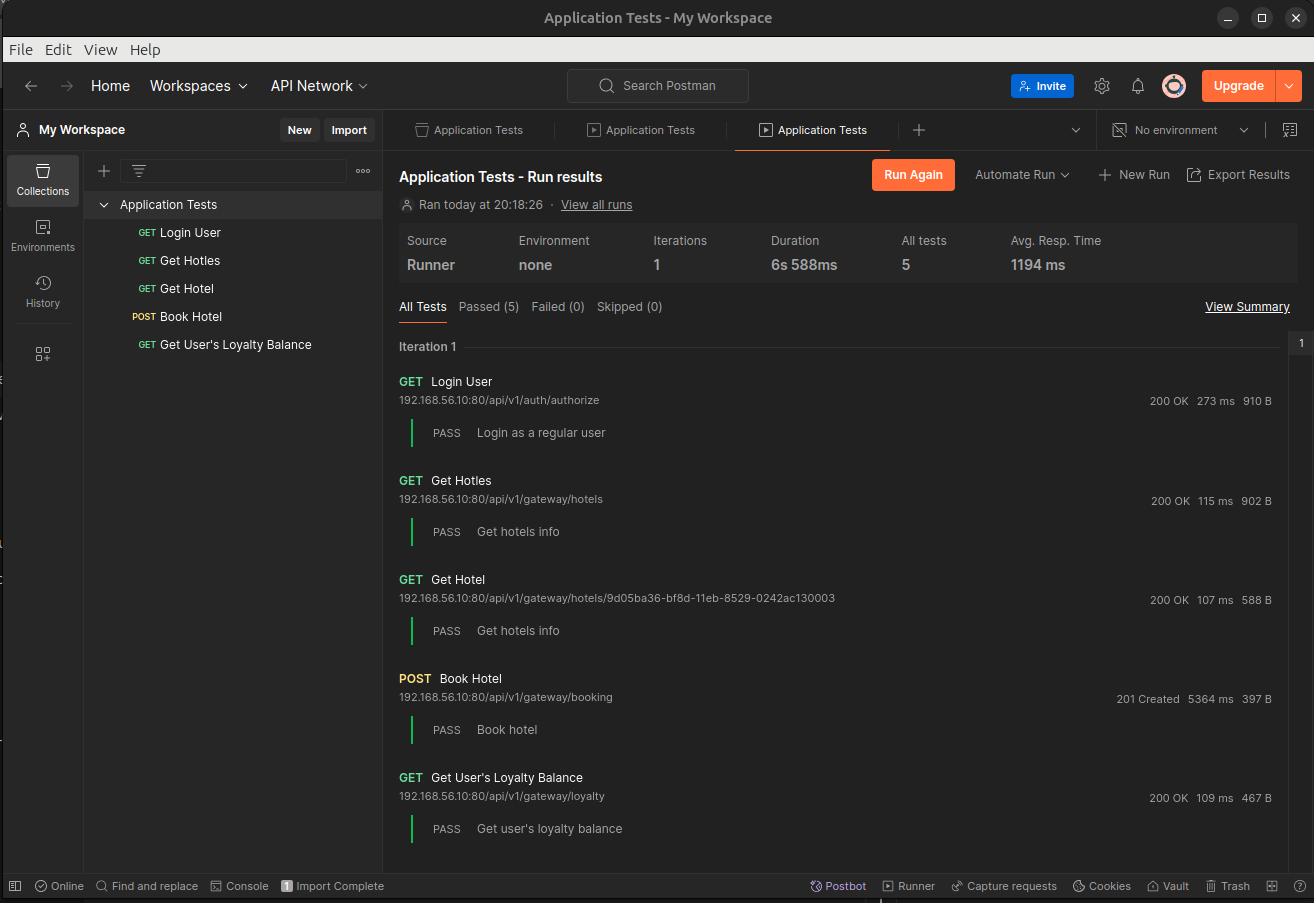 Application Tests - My Workspace
File Edit View Help
Home Workspaces API Network Search Postman Invite Upgrade
My Workspace New Import Application Tests Application Tests Application Tests No environment
Collections
Environments
History
Application Tests
GET Login User
GET Get Hotles
GET Get Hotel
POST Book Hotel
GET Get User's Loyalty Balance
Application Tests - Run results Run Again Automate Run New Run Export Results
Ran today at 20:18:26 · View all runs
Source Environment Iterations Duration All tests Avg. Resp. Time
Runner none 1 6s 588ms 5 1194 ms
All Tests Passed (5) Failed (0) Skipped (0) View Summary
Iteration 1 1
GET Login User
192.168.56.10:80/api/v1/auth/authorize 200 OK 273 ms 910 B
PASS Login as a regular user
GET Get Hotles
192.168.56.10:80/api/v1/gateway/hotels 200 OK 115 ms 902 B
PASS Get hotels info
GET Get Hotel
192.168.56.10:80/api/v1/gateway/hotels/9d05ba36-bf8d-11eb-8529-0242ac130003 200 OK 107 ms 588 B
PASS Get hotels info
POST Book Hotel
192.168.56.10:80/api/v1/gateway/booking 201 Created 5364 ms 397 B
PASS Book hotel
GET Get User's Loyalty Balance
192.168.56.10:80/api/v1/gateway/loyalty 200 OK 109 ms 467 B
PASS Get user's loyalty balance
Online Find and replace Console 1 Import Complete Postbot Runner Capture requests Cookies Vault Trash